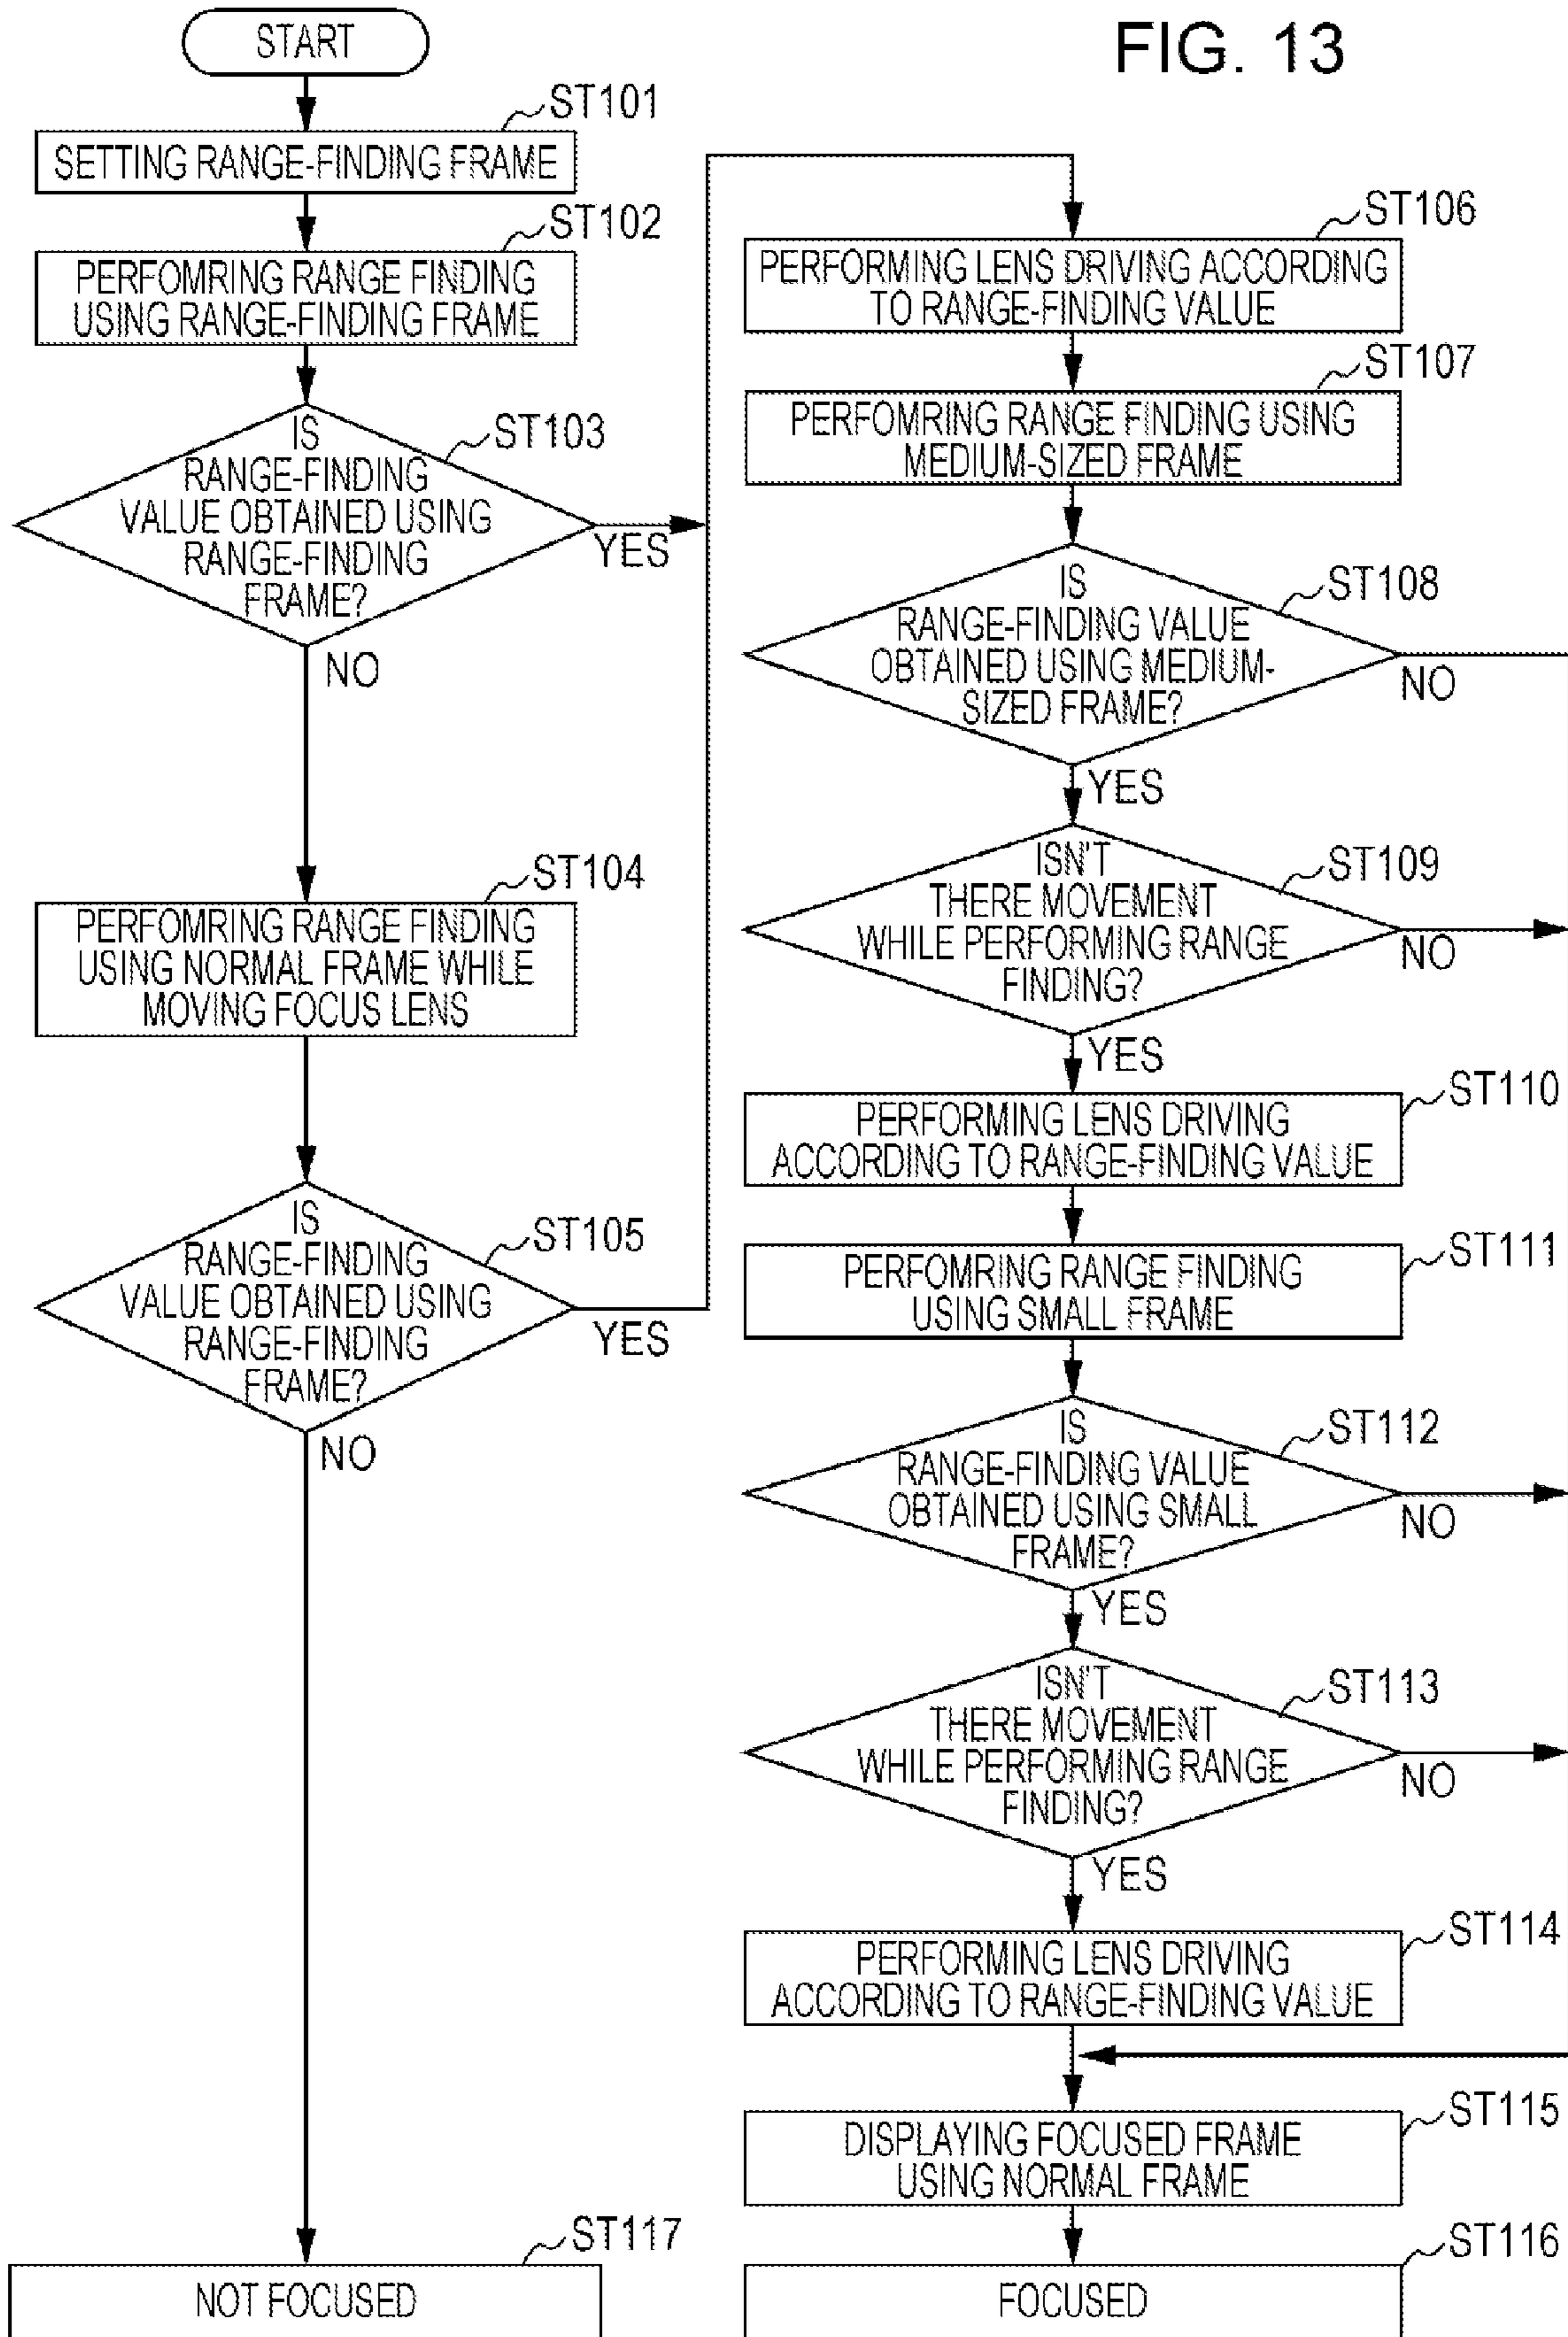 FIG. 13
START
ST101
SETTING RANGE-FINDING FRAME
ST102
PERFOMRING RANGE FINDING
USING RANGE-FINDING FRAME
ST103
IS
RANGE-FINDING
VALUE OBTAINED USING
RANGE-FINDING
FRAME?
YES
NO
ST104
PERFOMRING RANGE FINDING
USING NORMAL FRAME WHILE
MOVING FOCUS LENS
ST105
IS
RANGE-FINDING
VALUE OBTAINED USING
RANGE-FINDING
FRAME?
YES
NO
ST117
NOT FOCUSED
ST106
PERFORMING LENS DRIVING ACCORDING
TO RANGE-FINDING VALUE
ST107
PERFOMRING RANGE FINDING USING
MEDIUM-SIZED FRAME
ST108
IS
RANGE-FINDING VALUE
OBTAINED USING MEDIUM-
SIZED FRAME?
NO
YES
ST109
ISN'T
THERE MOVEMENT
WHILE PERFORMING RANGE
FINDING?
NO
YES
ST110
PERFORMING LENS DRIVING
ACCORDING TO RANGE-FINDING VALUE
ST111
PERFOMRING RANGE FINDING
USING SMALL FRAME
ST112
IS
RANGE-FINDING VALUE
OBTAINED USING SMALL
FRAME?
NO
YES
ST113
ISN'T
THERE MOVEMENT
WHILE PERFORMING RANGE
FINDING?
NO
YES
ST114
PERFORMING LENS DRIVING
ACCORDING TO RANGE-FINDING VALUE
ST115
DISPLAYING FOCUSED FRAME
USING NORMAL FRAME
ST116
FOCUSED